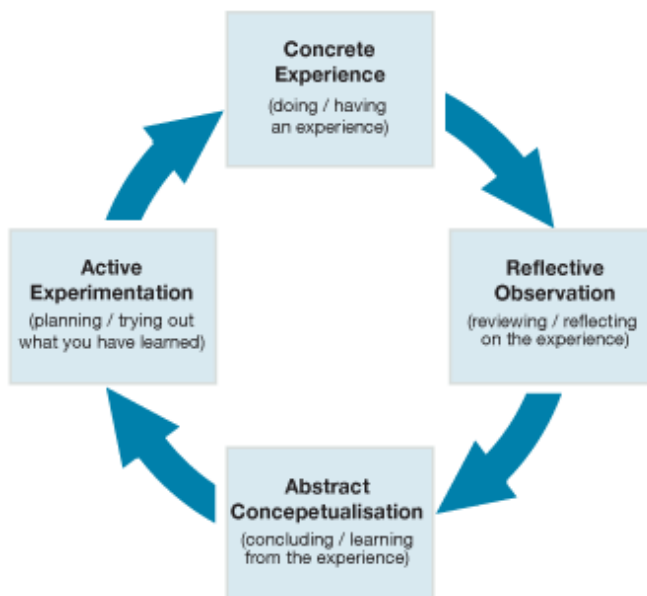 Concrete
Experience
(doing / having
an experience)
Reflective
Observation
(reviewing / reflecting
on the experience)
Abstract
Concepetualisation
(concluding / learning
from the experience)
Active
Experimentation
(planning / trying out
what you have learned)